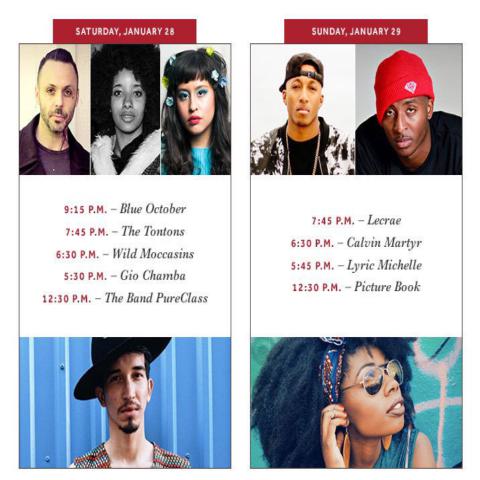 SATURDAY, JANUARY 28
9:15 P.M. – Blue October
7:45 P.M. – The Tontons
6:30 P.M. – Wild Moccasins
5:30 P.M. – Gio Chamba
12:30 P.M. – The Band PureClass
SUNDAY, JANUARY 29
7:45 P.M. – Lecrae
6:30 P.M. – Calvin Martyr
5:45 P.M. – Lyric Michelle
12:30 P.M. – Picture Book